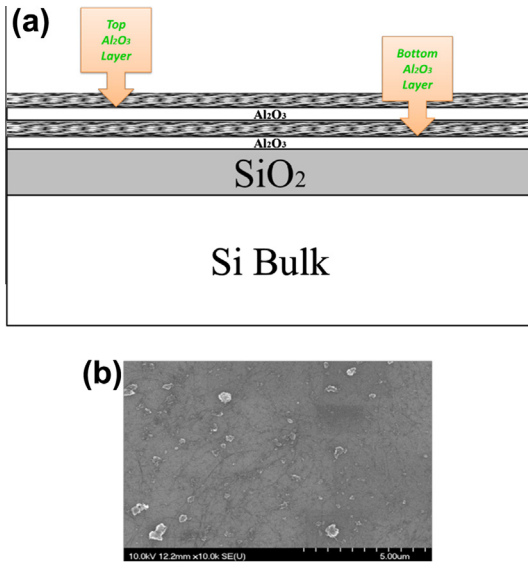 (a)
Top
Al₂O₃
Layer
Bottom
Al₂O₃
Layer
Al₂O₃
Al₂O₃
SiO₂
Si Bulk
(b)
10.0kV 12.2mm x10.0k SE(U)
5.00um